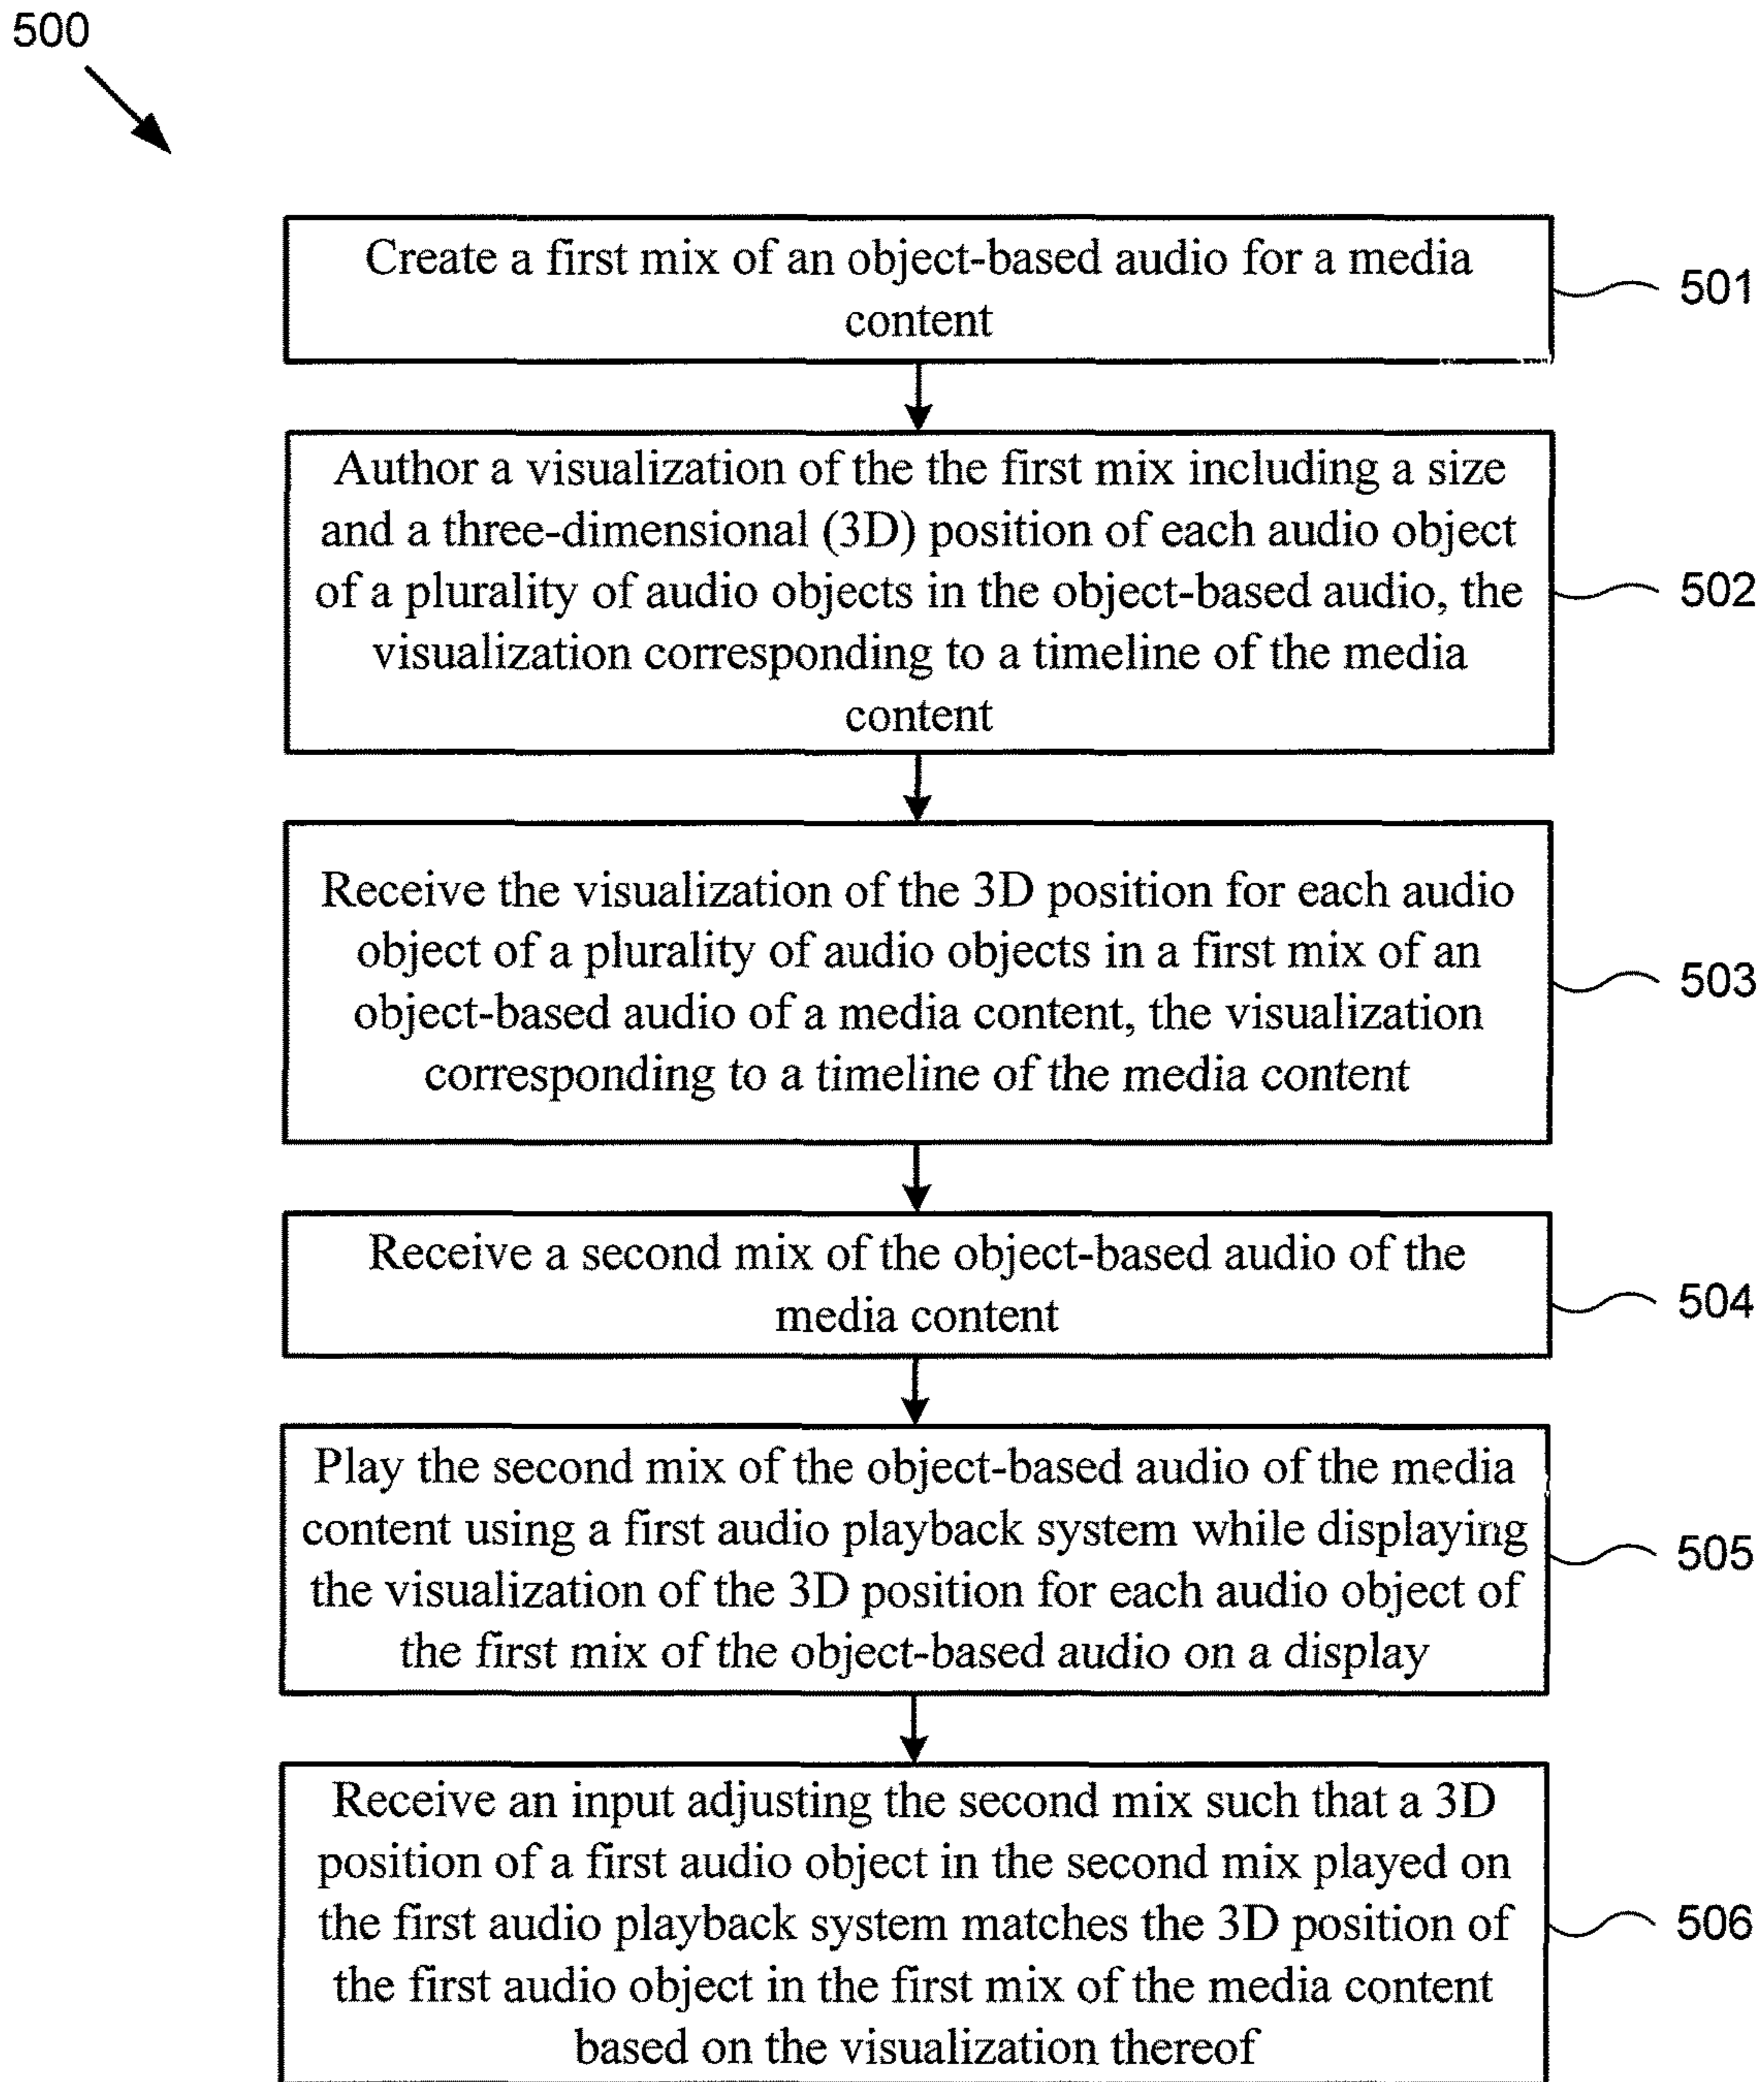 500
Create a first mix of an object-based audio for a media
content
501
Author a visualization of the the first mix including a size
and a three-dimensional (3D) position of each audio object
of a plurality of audio objects in the object-based audio, the
visualization corresponding to a timeline of the media
content
502
Receive the visualization of the 3D position for each audio
object of a plurality of audio objects in a first mix of an
object-based audio of a media content, the visualization
corresponding to a timeline of the media content
503
Receive a second mix of the object-based audio of the
media content
504
Play the second mix of the object-based audio of the media
content using a first audio playback system while displaying
the visualization of the 3D position for each audio object of
the first mix of the object-based audio on a display
505
Receive an input adjusting the second mix such that a 3D
position of a first audio object in the second mix played on
the first audio playback system matches the 3D position of
the first audio object in the first mix of the media content
based on the visualization thereof
506